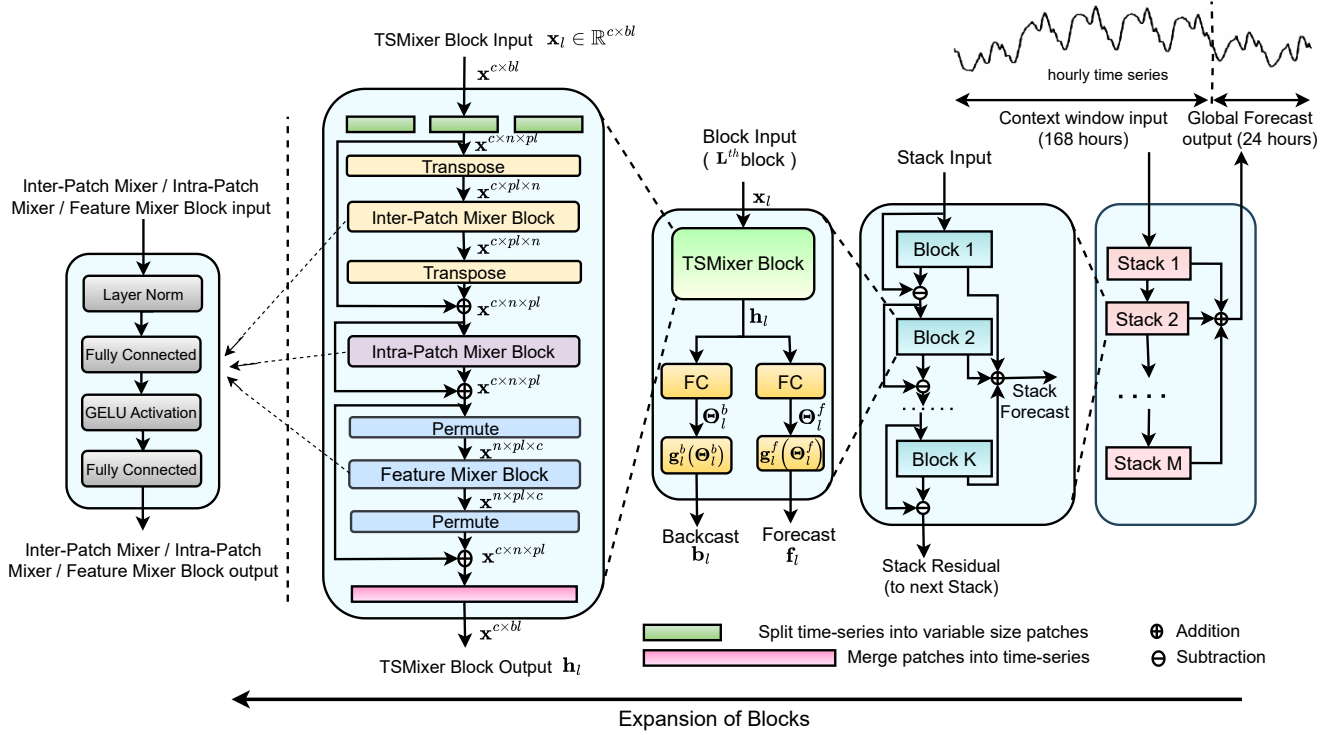 TSMixer Block Input x_l ∈ ℝ^{c×bl}
x^{c×bl}
x^{c×n×pl}
Transpose
x^{c×pl×n}
Inter-Patch Mixer Block
x^{c×pl×n}
Transpose
x^{c×n×pl}
Intra-Patch Mixer Block
x^{c×n×pl}
Permute
x^{n×pl×c}
Feature Mixer Block
x^{n×pl×c}
Permute
x^{c×n×pl}
x^{c×bl}
TSMixer Block Output h_l
Inter-Patch Mixer / Intra-Patch
Mixer / Feature Mixer Block input
Layer Norm
Fully Connected
GELU Activation
Fully Connected
Inter-Patch Mixer / Intra-Patch
Mixer / Feature Mixer Block output
Block Input
( L^{th} block )
x_l
TSMixer Block
h_l
FC
FC
Θ_l^b
Θ_l^f
g_l^b(Θ_l^b)
g_l^f(Θ_l^f)
Backcast
b_l
Forecast
f_l
Stack Input
Block 1
Block 2
......
Block K
Stack
Forecast
Stack Residual
(to next Stack)
hourly time series
Context window input
(168 hours)
Global Forecast
output (24 hours)
Stack 1
Stack 2
....
Stack M
Split time-series into variable size patches
Merge patches into time-series
Addition
Subtraction
Expansion of Blocks